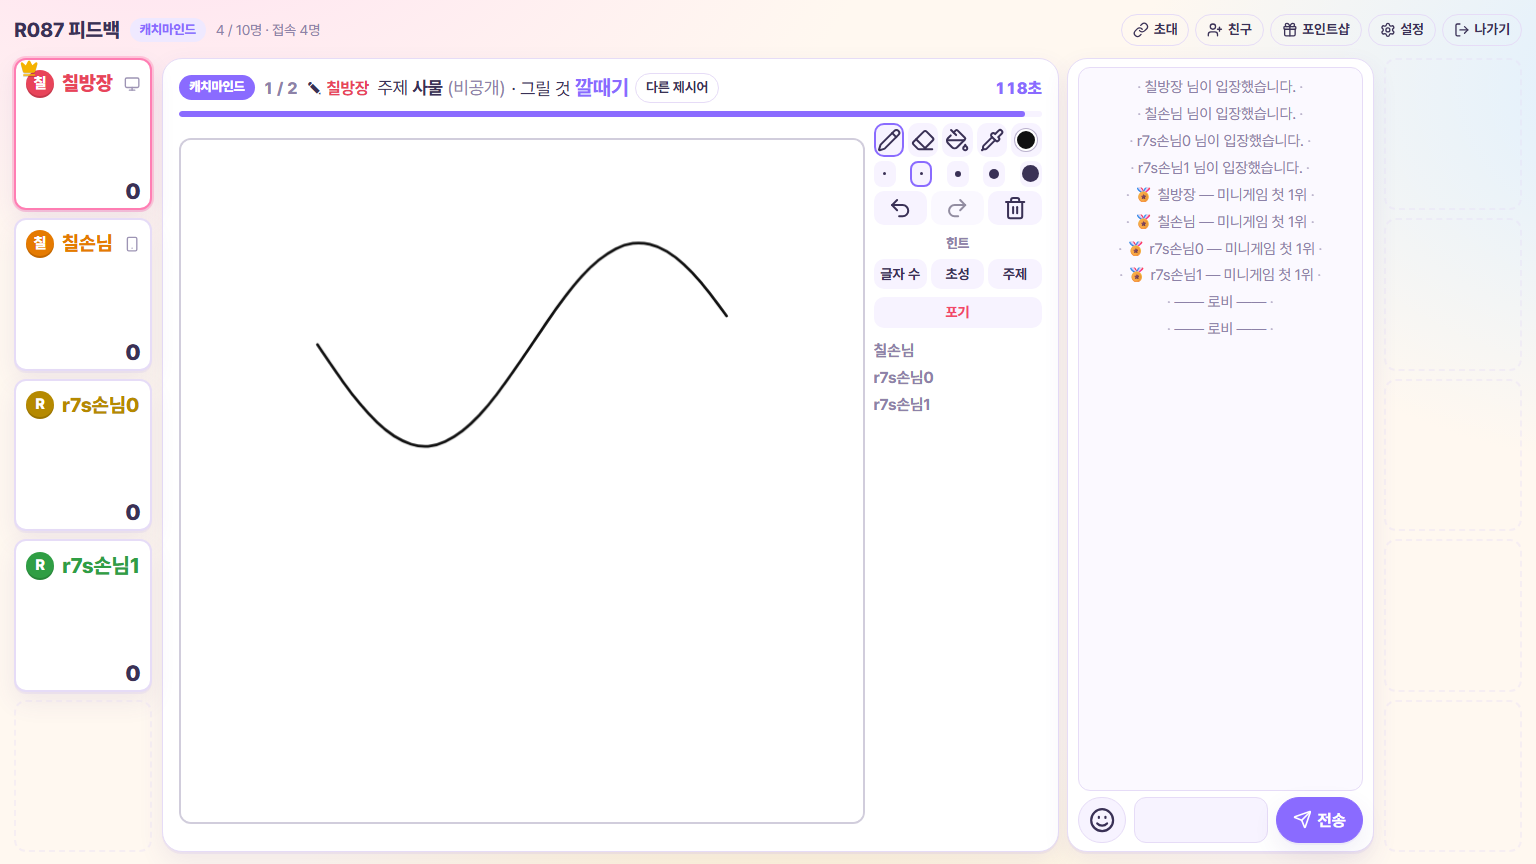 R087 피드백 캐치마인드 4 / 10명 · 접속 4명
초대 친구 포인트샵 설정 나가기
칠 칠방장
0
칠 칠손님
0
R r7s손님0
0
R r7s손님1
0
캐치마인드 1 / 2 칠방장 주제 사물 (비공개) · 그릴 것 깔때기 다른 제시어 118초
힌트
글자 수 초성 주제
포기
칠손님
r7s손님0
r7s손님1
· 칠방장 님이 입장했습니다. ·
· 칠손님 님이 입장했습니다. ·
· r7s손님0 님이 입장했습니다. ·
· r7s손님1 님이 입장했습니다. ·
· 🏅 칠방장 — 미니게임 첫 1위 ·
· 🏅 칠손님 — 미니게임 첫 1위 ·
· 🏅 r7s손님0 — 미니게임 첫 1위 ·
· 🏅 r7s손님1 — 미니게임 첫 1위 ·
· —— 로비 —— ·
· —— 로비 —— ·
전송